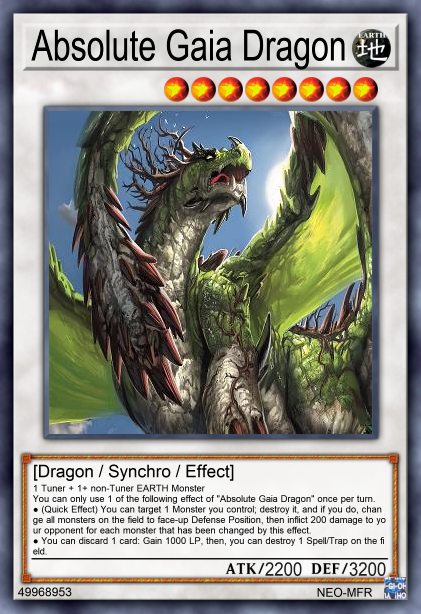 Absolute Gaia Dragon
EARTH
地
[Dragon / Synchro / Effect]
1 Tuner + 1+ non-Tuner EARTH Monster
You can only use 1 of the following effect of "Absolute Gaia Dragon" once per turn.
● (Quick Effect) You can target 1 Monster you control; destroy it, and if you do, chan
ge all monsters on the field to face-up Defense Position, then inflict 200 damage to yo
ur opponent for each monster that has been changed by this effect.
● You can discard 1 card: Gain 1000 LP, then, you can destroy 1 Spell/Trap on the fi
eld.
ATK/2200 DEF/3200
49968953
NEO-MFR